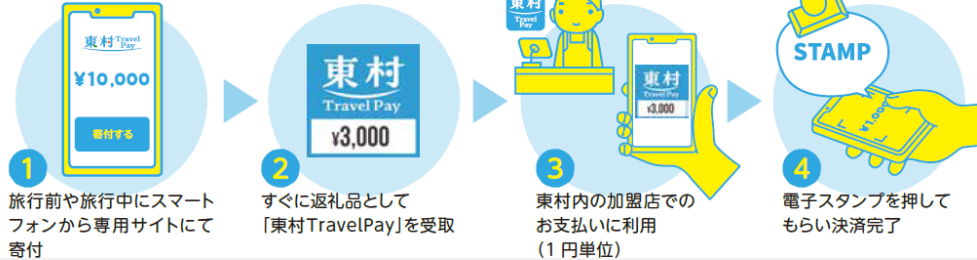 東村 Travel Pay
¥10,000
寄付する
1
旅行前や旅行中にスマート
フォンから専用サイトにて
寄付
東村
Travel Pay
¥3,000
2
すぐに返礼品として
「東村TravelPay」を受取
東村
Travel
Pay
東村
Travel Pay
¥3,000
3
東村内の加盟店での
お支払いに利用
(1円単位)
STAMP
4
電子スタンプを押して
もらい決済完了